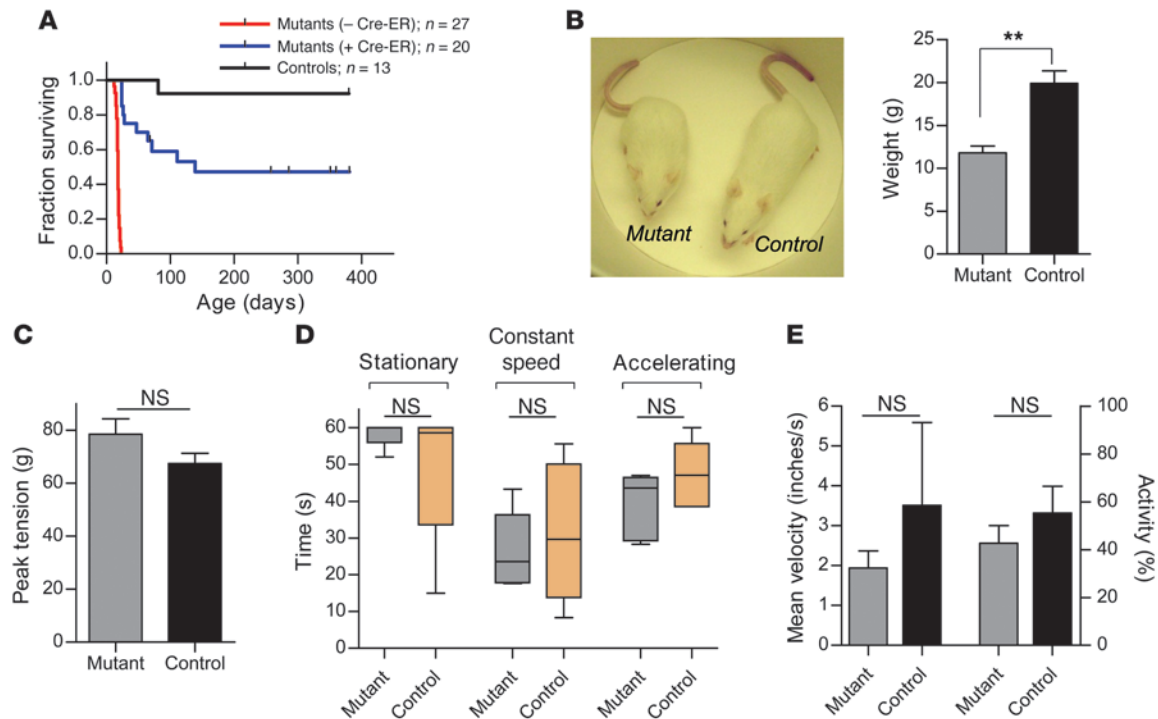 A
Mutants (– Cre-ER); n = 27
Mutants (+ Cre-ER); n = 20
Controls; n = 13
Fraction surviving
1.0
0.8
0.6
0.4
0.2
0.0
0 100 200 300 400
Age (days)
B
Mutant
Control
Weight (g)
25
20
15
10
5
0
**
Mutant Control
C
Peak tension (g)
80
60
40
20
0
NS
Mutant Control
D
Stationary
Constant
speed
Accelerating
NS NS NS
Time (s)
60
50
40
30
20
10
0
Mutant Control Mutant Control Mutant Control
E
Mean velocity (inches/s)
6
5
4
3
2
1
0
NS NS
100
80
60
40
20
0
Activity (%)
Mutant Control Mutant Control